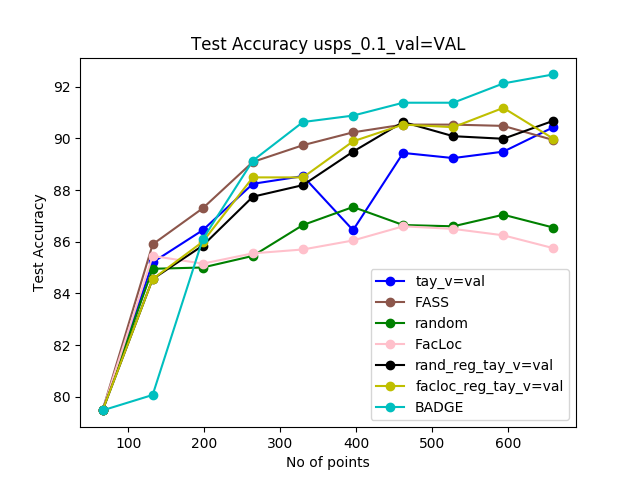 Test Accuracy usps_0.1_val=VAL
Test Accuracy
92
90
88
86
84
82
80
100
200
300
400
500
600
No of points
tay_v=val
FASS
random
FacLoc
rand_reg_tay_v=val
facloc_reg_tay_v=val
BADGE